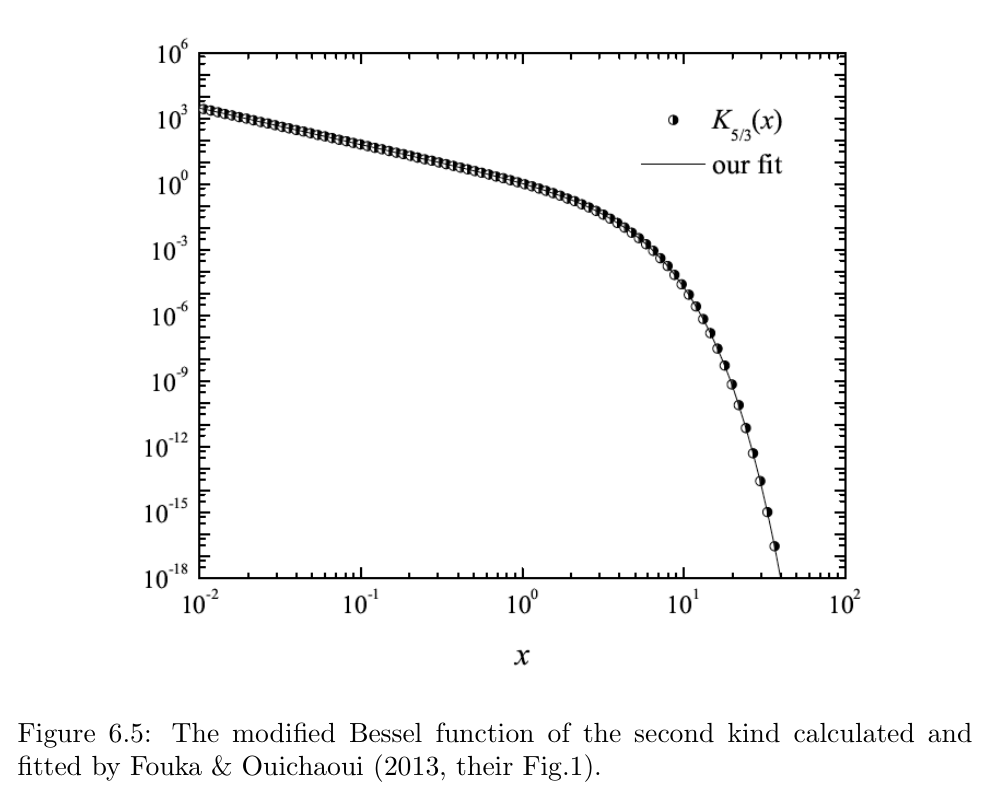 10^6
10^3
10^0
10^-3
10^-6
10^-9
10^-12
10^-15
10^-18
K_5/3(x)
our fit
10^-2 10^-1 10^0 10^1 10^2
x
Figure 6.5: The modified Bessel function of the second kind calculated and
fitted by Fouka & Ouichaoui (2013, their Fig.1).